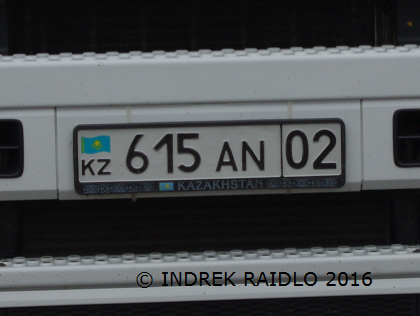 KZ 615 AN 02
KAZAKHSTAN
© INDREK RAIDLO 2016